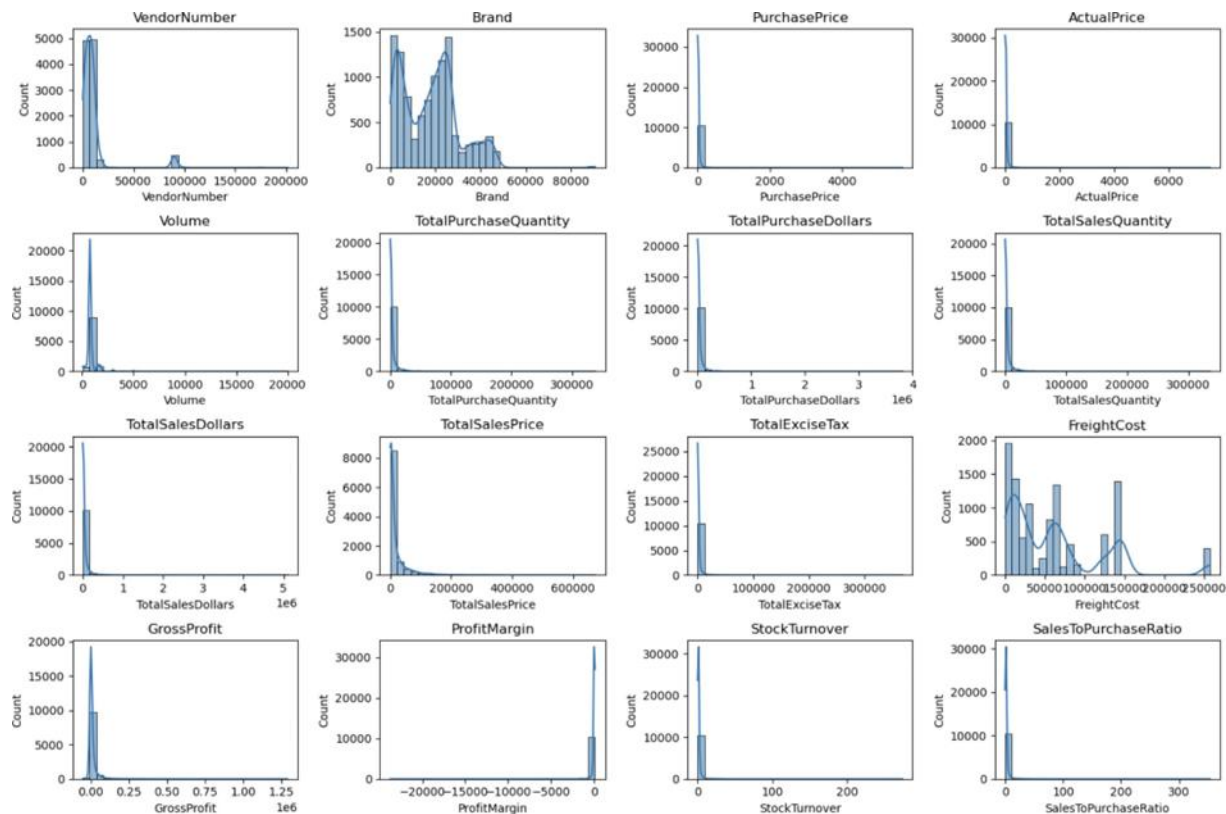 VendorNumber Brand PurchasePrice ActualPrice
5000 1500 30000 30000
4000 1000 20000 20000
3000 500 10000 10000
2000 0 0 0
1000
0
Count Count Count Count
0 50000 100000 150000 200000 0 20000 40000 60000 80000 0 2000 4000 0 2000 4000 6000
VendorNumber Brand PurchasePrice ActualPrice
Volume TotalPurchaseQuantity TotalPurchaseDollars TotalSalesQuantity
20000 20000 20000 20000
15000 15000 15000 15000
10000 10000 10000 10000
5000 5000 5000 5000
0 0 0 0
Count Count Count Count
0 5000 10000 15000 20000 0 100000 200000 300000 0 1 2 3 4 0 100000 200000 300000
Volume TotalPurchaseQuantity TotalPurchaseDollars 1e6 TotalSalesQuantity
TotalSalesDollars TotalSalesPrice TotalExciseTax FreightCost
20000 8000 25000 2000
15000 6000 20000 1500
10000 4000 15000 1000
5000 2000 10000 500
0 0 5000 0
0
Count Count Count Count
0 1 2 3 4 5 0 200000 400000 600000 0 100000 200000 300000 0 50000 100000 150000 200000 250000
TotalSalesDollars 1e6 TotalSalesPrice TotalExciseTax FreightCost
GrossProfit ProfitMargin StockTurnover SalesToPurchaseRatio
20000 30000 30000 30000
15000 20000 20000 20000
10000 10000 10000 10000
5000 0 0 0
0
Count Count Count Count
0.00 0.25 0.50 0.75 1.00 1.25 −20000 −15000 −10000 −5000 0 0 100 200 0 100 200 300
GrossProfit 1e6 ProfitMargin StockTurnover SalesToPurchaseRatio